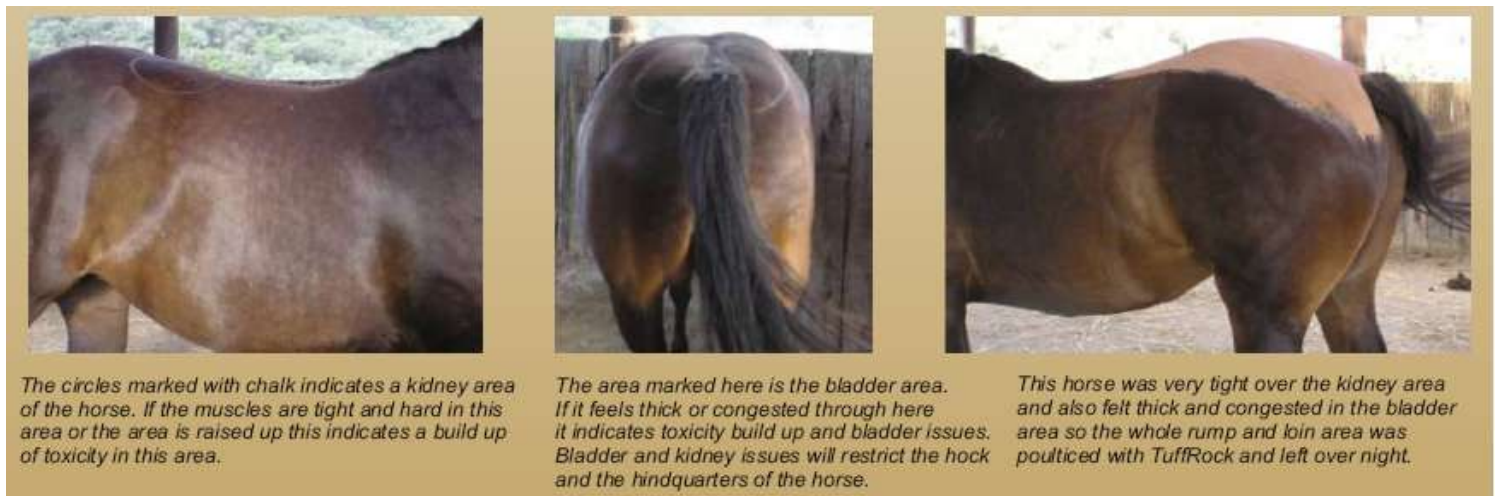 The circles marked with chalk indicates a kidney area
of the horse. If the muscles are tight and hard in this
area or the area is raised up this indicates a build up
of toxicity in this area.
The area marked here is the bladder area.
If it feels thick or congested through here
it indicates toxicity build up and bladder issues.
Bladder and kidney issues will restrict the hock
and the hindquarters of the horse.
This horse was very tight over the kidney area
and also felt thick and congested in the bladder
area so the whole rump and loin area was
poulticed with TuffRock and left over night.